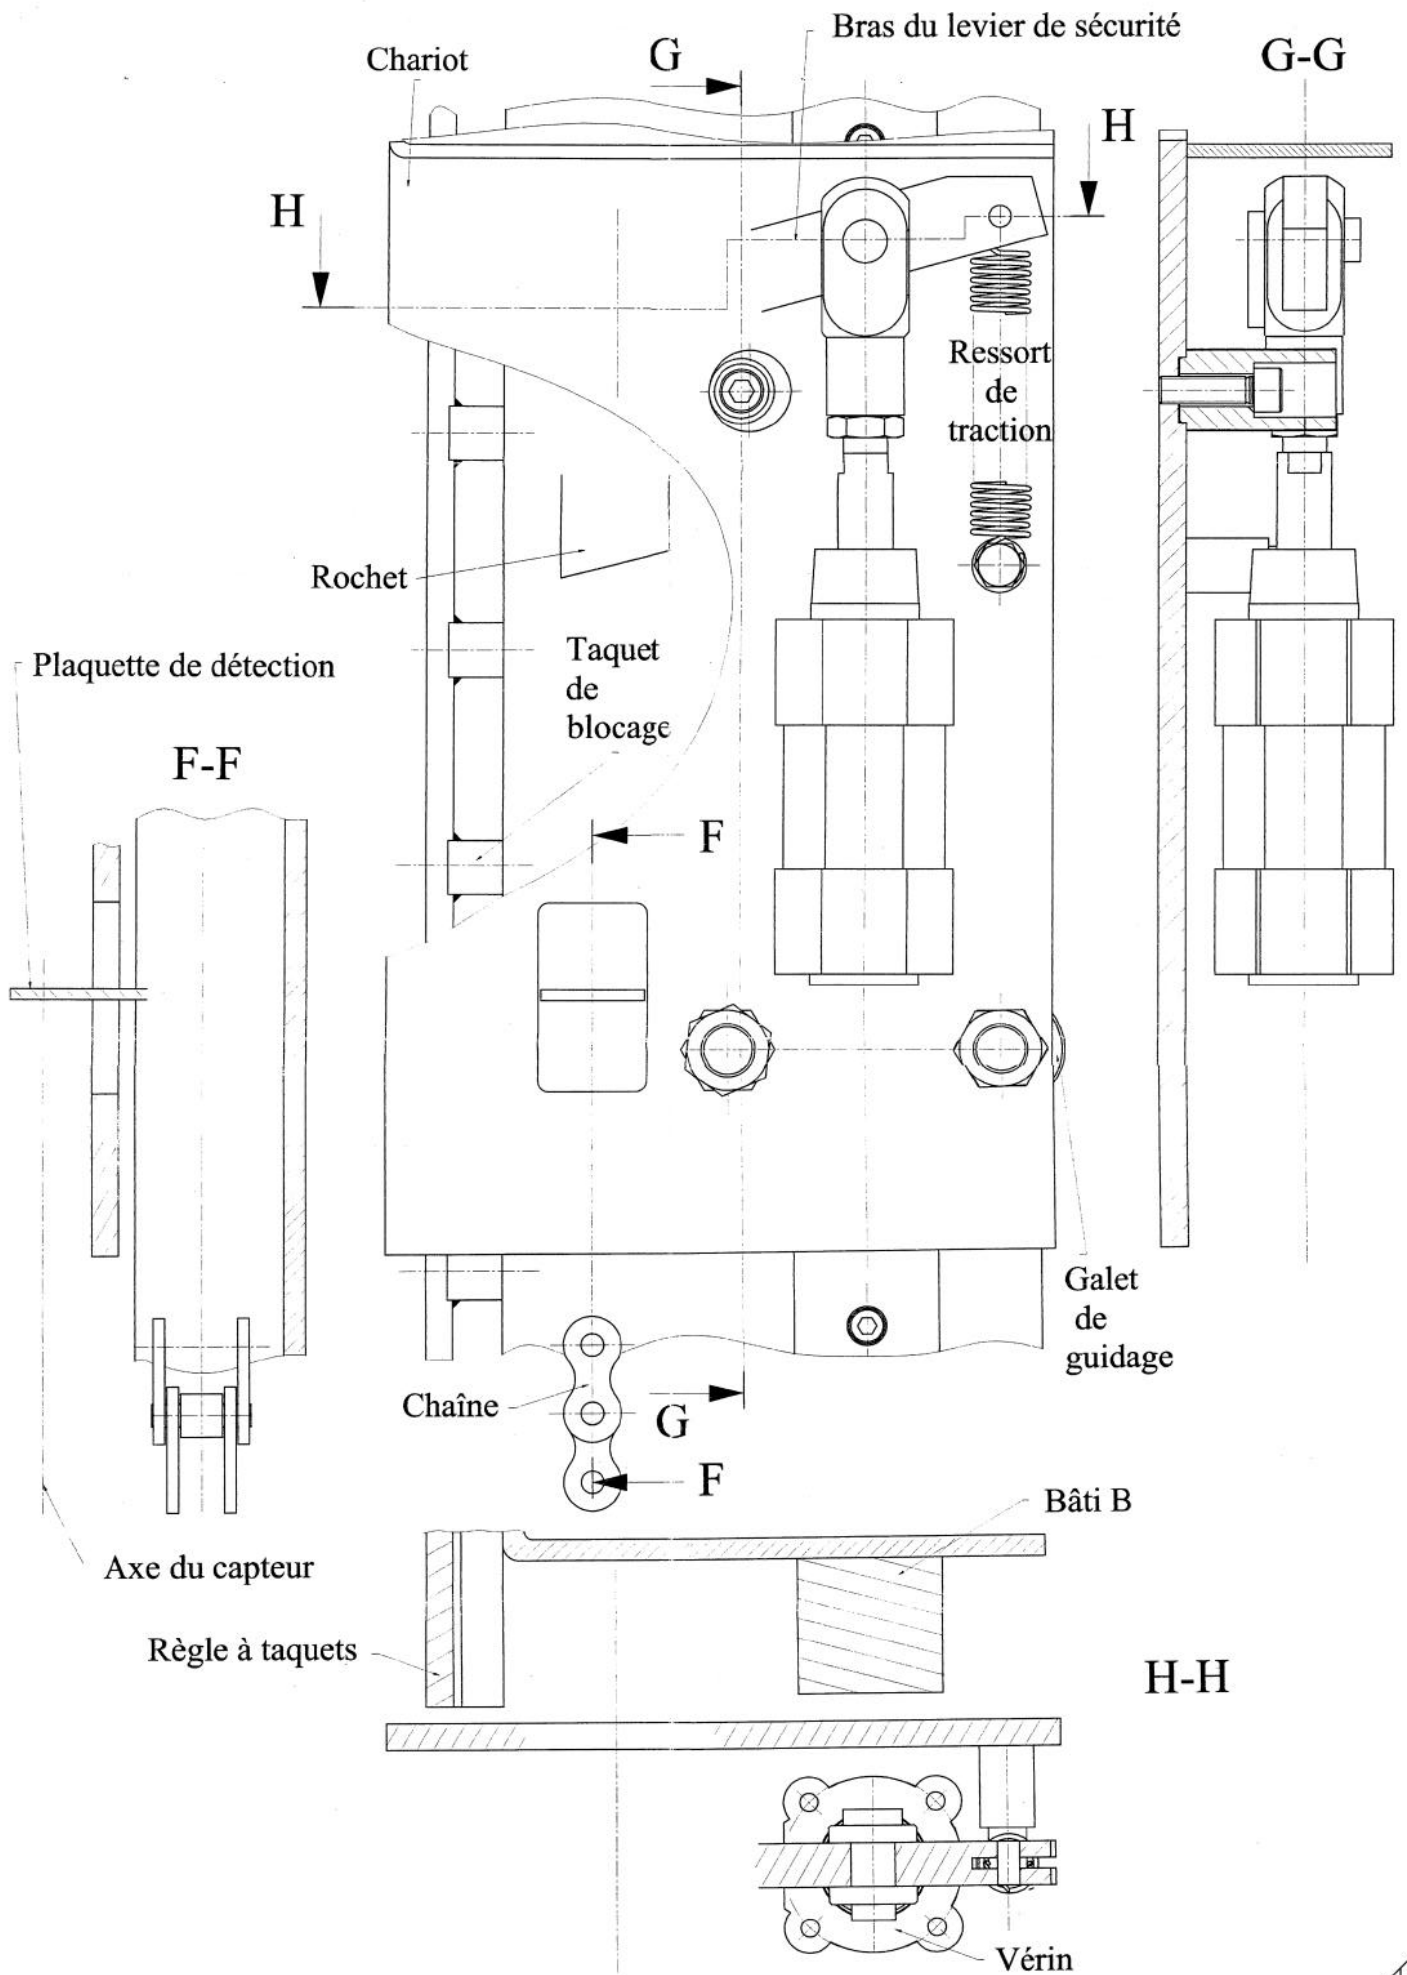 Bras du levier de sécurité
Chariot
G
G-G
H
H
Ressort
de
traction
Rochet
Taquet
de
blocage
Plaquette de détection
F-F
F
Galet
de
guidage
Chaîne
G
F
Bâti B
Axe du capteur
Règle à taquets
H-H
Vérin